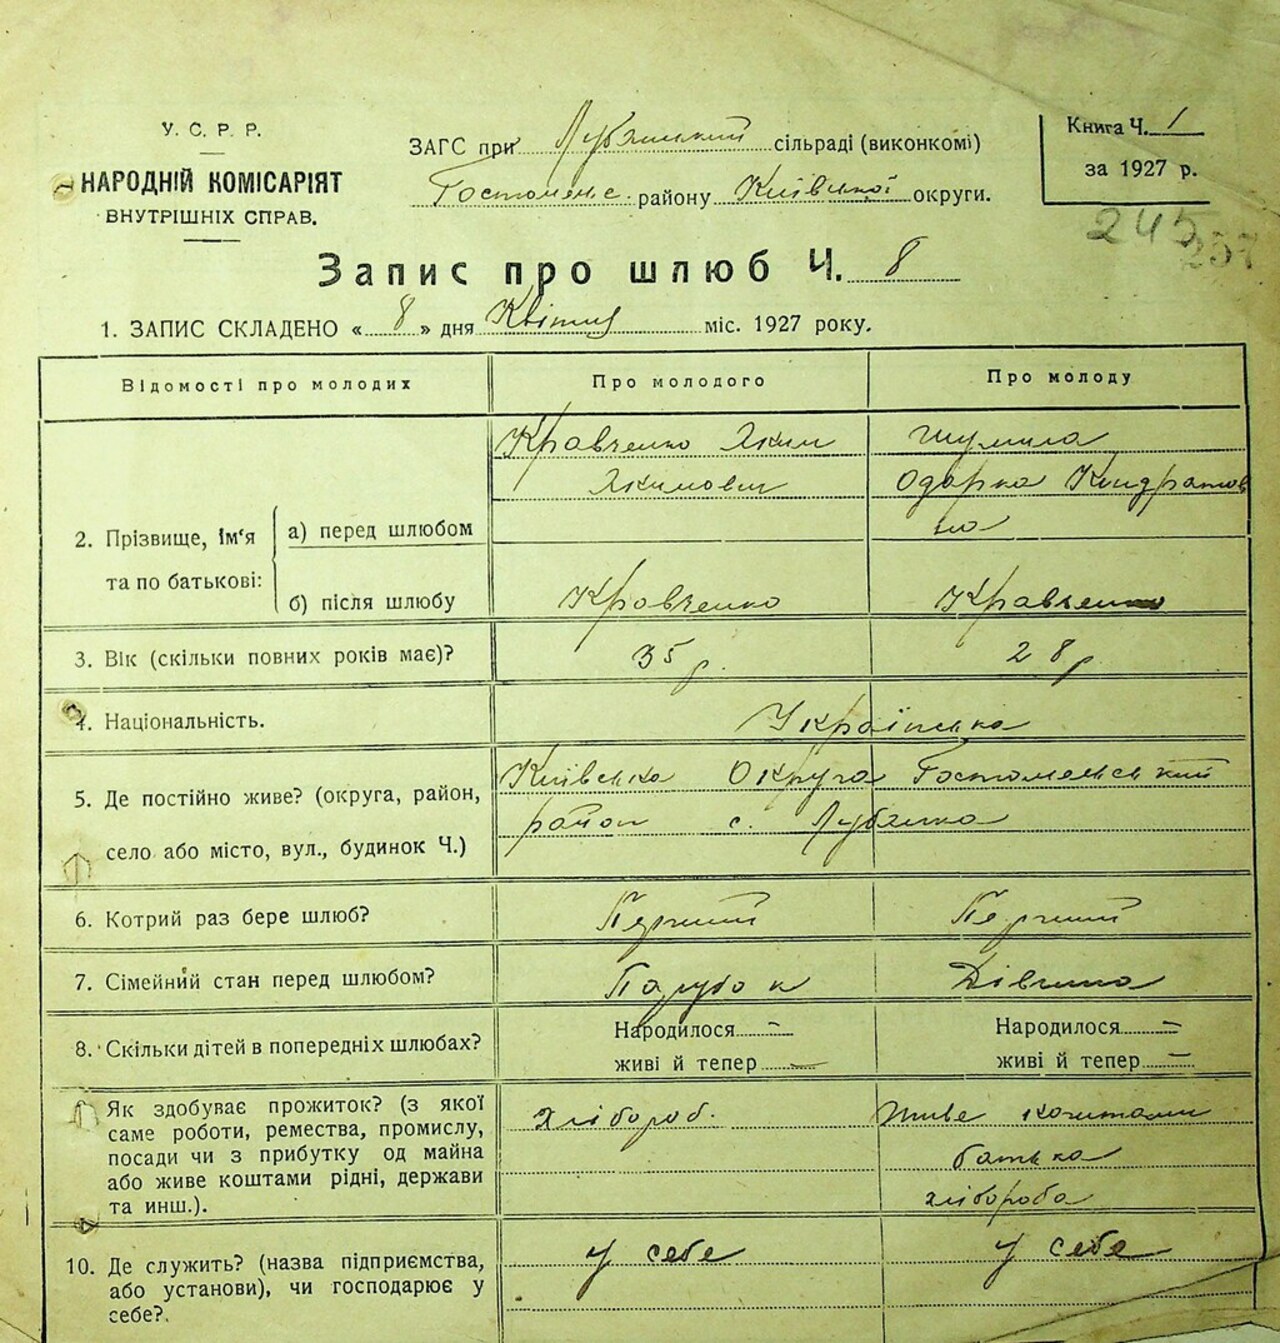 У. С. Р. Р.
НАРОДНІЙ КОМІСАРІЯТ
ВНУТРІШНІХ СПРАВ.
ЗАГС при Лубянський сільраді (виконкомі)
Гостоменс. району Київської округи.
Книга Ч. 1
за 1927 р.
245
257
Запис про шлюб Ч. 8
1. ЗАПИС СКЛАДЕНО « 8 » дня Квітня міс. 1927 року.
Відомості про молодих
Про молодого
Про молоду
2. Прізвище, ім‘я та по батькові:
а) перед шлюбом
Кравченко Яким
Якимович
Шумила
Одарка Кондратов
на
б) після шлюбу
Кравченко
Кравченко
3. Вік (скільки повних років має)?
35 р.
28 р
4. Національність.
Українська
5. Де постійно живе? (округа, район,
село або місто, вул., будинок Ч.)
Київська Округа Гостоменський
район с. Лубянка
6. Котрий раз бере шлюб?
Перший
Перший
7. Сімейний стан перед шлюбом?
Парубок
Дівчина
8. Скільки дітей в попередніх шлюбах?
Народилося –
живі й тепер –
Народилося –
живі й тепер –
Як здобуває прожиток? (з якої
саме роботи, ремества, промислу,
посади чи з прибутку од майна
або живе коштами рідні, держави
та инш.).
Хлібороб.
Живе коштами
батька
хлібороба
10. Де служить? (назва підприємства,
або установи), чи господарює у
себе?.
У себе
У себе